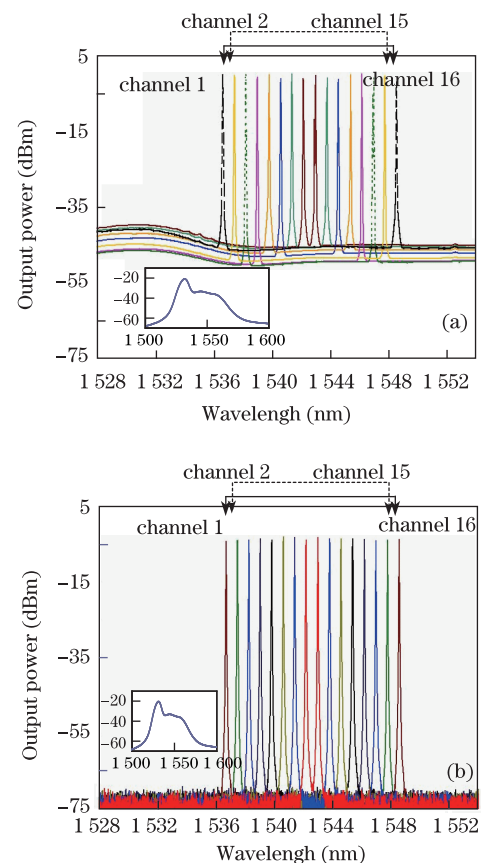 channel 2 channel 15
channel 1 channel 16
5
−15
−35
−55
−75
Output power (dBm)
−20
−40
−60
1 500 1 550 1 600
(a)
1 528 1 532 1 536 1 540 1 544 1 548 1 552
Wavelengh (nm)
channel 2 channel 15
channel 1 channel 16
5
−15
−35
−55
−75
Output power (dBm)
−20
−40
−60
1 500 1 550 1 600
(b)
1 528 1 532 1 536 1 540 1 544 1 548 1 552
Wavelengh (nm)